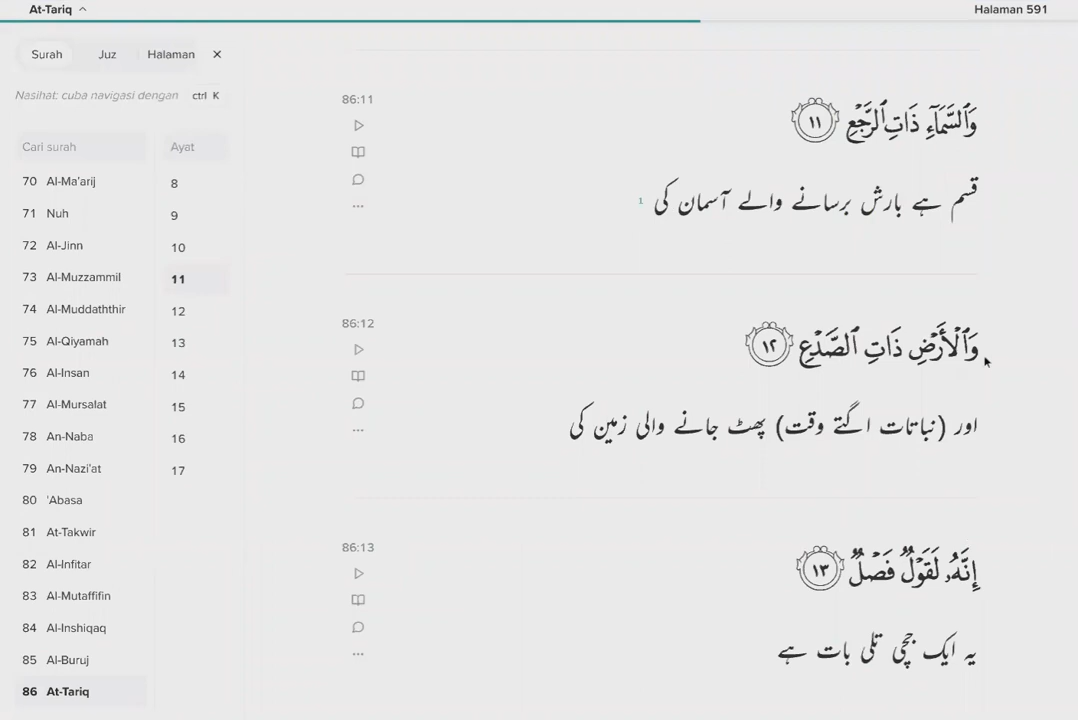 At-Tariq
Halaman 591
Surah Juz Halaman
Nasihat: cuba navigasi dengan ctrl K
Cari surah
Ayat
70 Al-Ma'arij
71 Nuh
72 Al-Jinn
73 Al-Muzzammil
74 Al-Muddaththir
75 Al-Qiyamah
76 Al-Insan
77 Al-Mursalat
78 An-Naba
79 An-Nazi'at
80 'Abasa
81 At-Takwir
82 Al-Infitar
83 Al-Mutaffifin
84 Al-Inshiqaq
85 Al-Buruj
86 At-Tariq
8
9
10
11
12
13
14
15
16
17
86:11
وَٱلسَّمَآءِ ذَاتِ ٱلرَّجْعِ ١١
قسم ہے بارش برسانے والے آسمان کی 1
86:12
وَٱلْأَرْضِ ذَاتِ ٱلصَّدْعِ ١٢
اور (نباتات اگتے وقت) پھٹ جانے والی زمین کی
86:13
إِنَّهُۥ لَقَوْلٌ فَصْلٌ ١٣
یہ ایک جچی تلی بات ہے